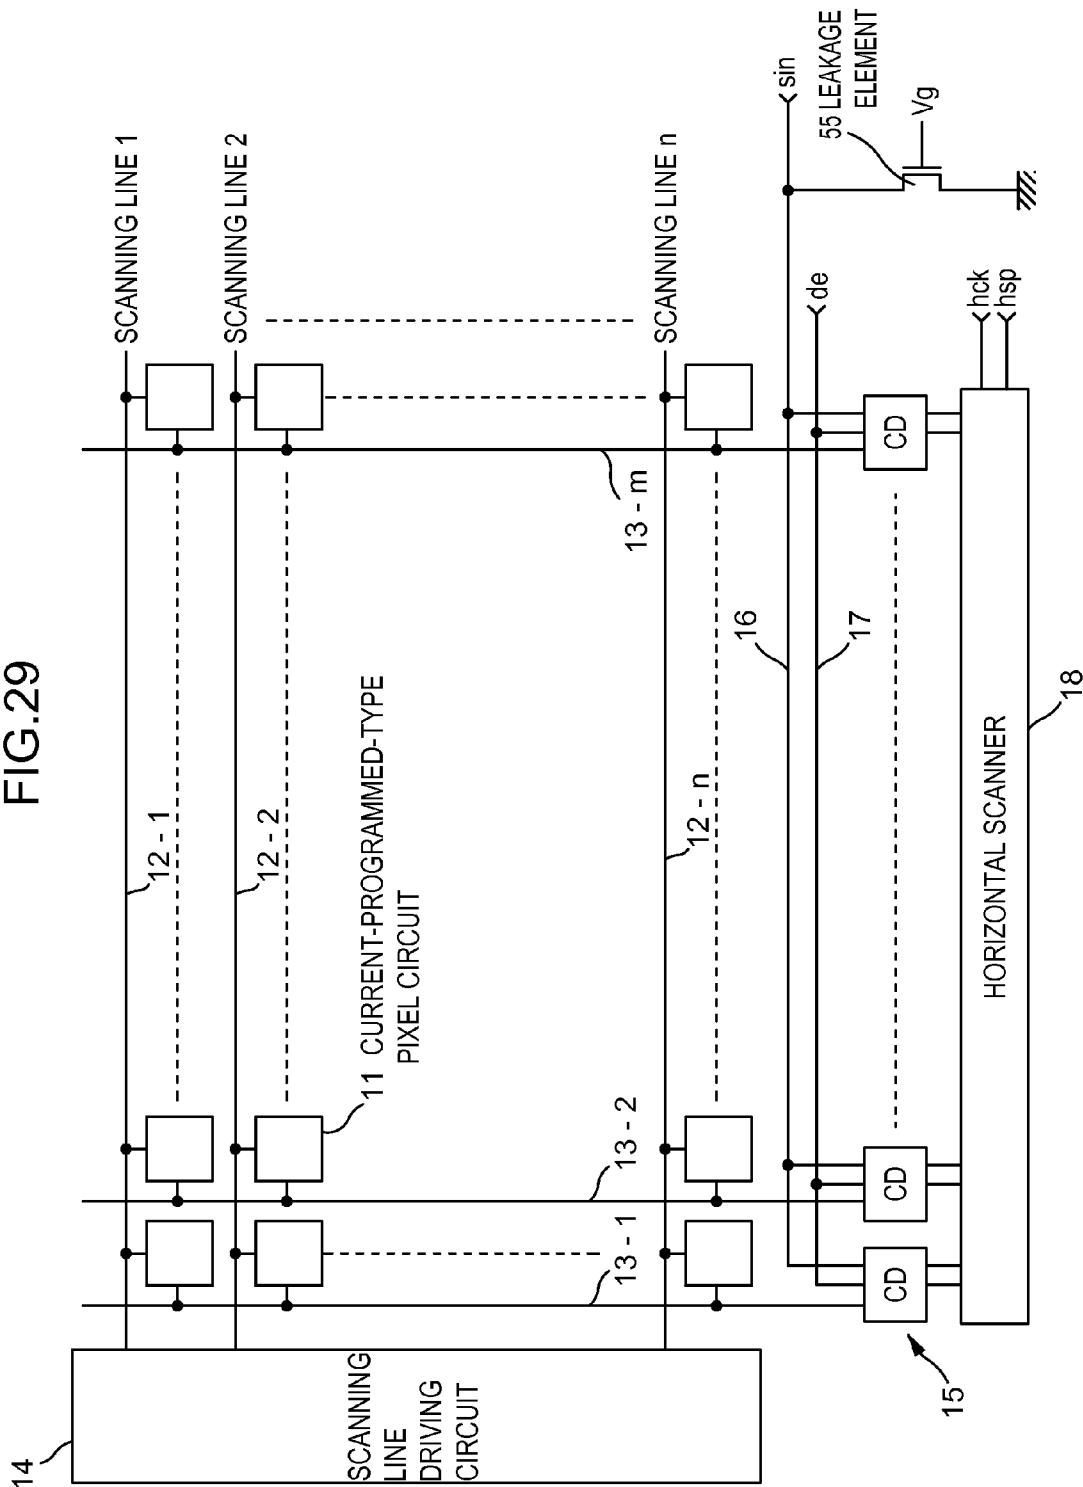 FIG.29
14
SCANNING
LINE
DRIVING
CIRCUIT
12 - 1
SCANNING LINE 1
12 - 2
SCANNING LINE 2
11 CURRENT-PROGRAMMED-TYPE
PIXEL CIRCUIT
13 - 1
13 - 2
12 - n
13 - m
SCANNING LINE n
16
sin
17
de
55 LEAKAGE
ELEMENT
Vg
15
CD
CD
CD
hck
hsp
HORIZONTAL SCANNER
18